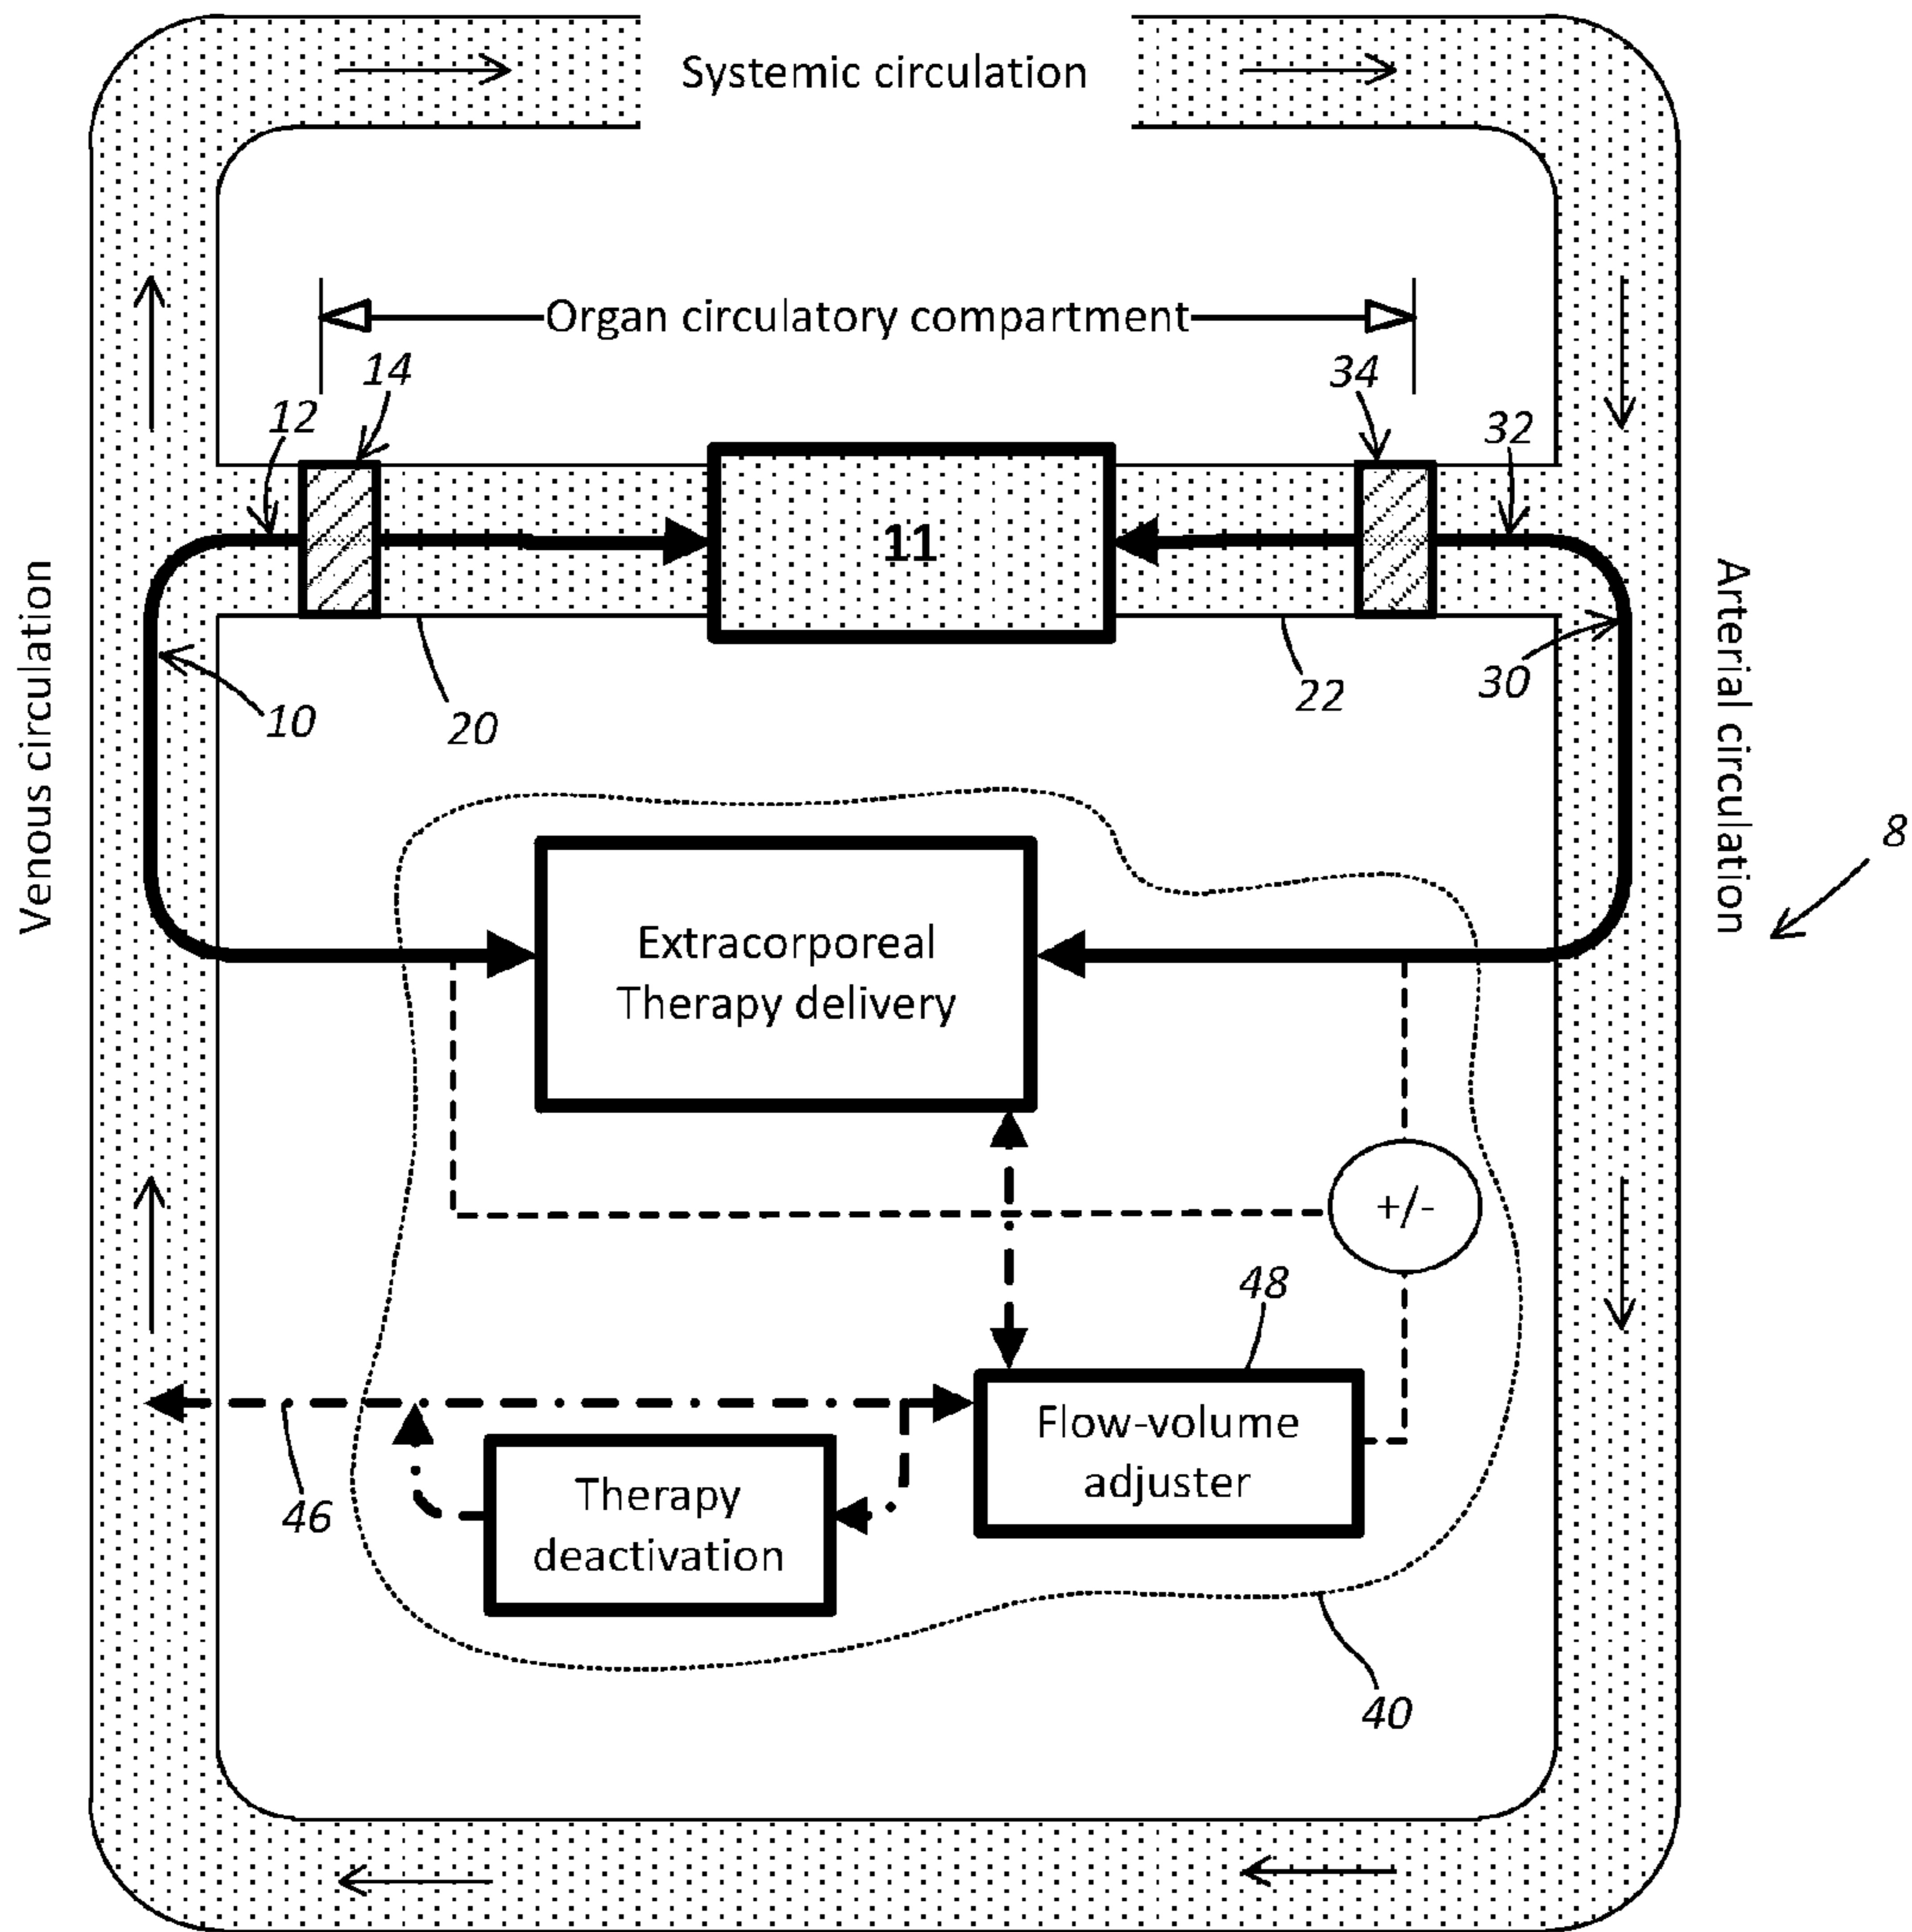 Systemic circulation
Organ circulatory compartment
14
34
12
32
11
Venous circulation
Arterial circulation
10
20
22
30
8
Extracorporeal
Therapy delivery
+/-
48
Flow-volume
adjuster
46
Therapy
deactivation
40